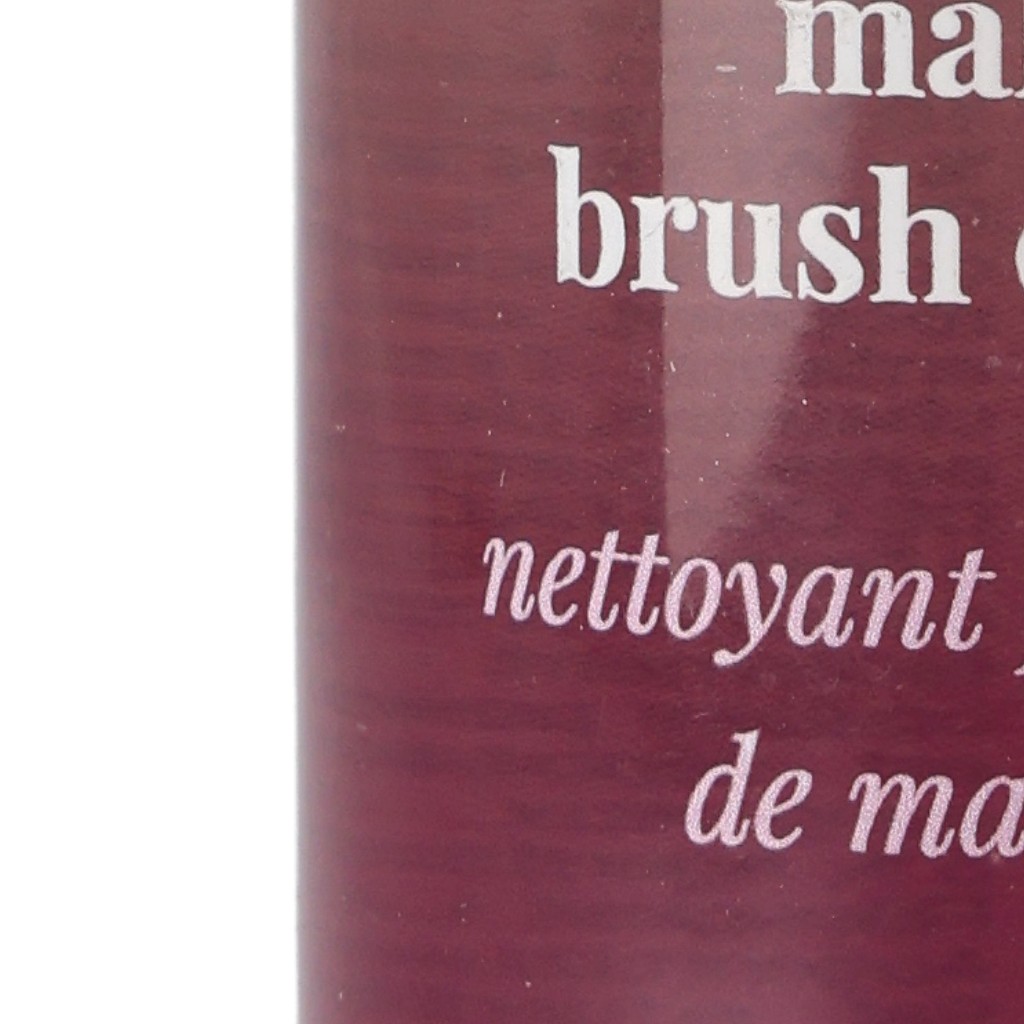 ma
brush
nettoyant
de ma